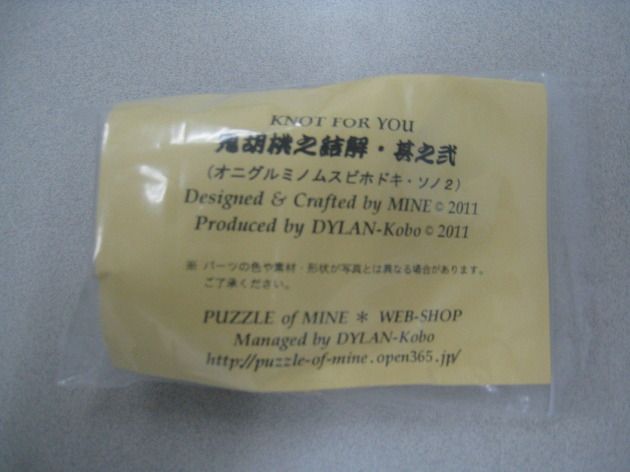 KNOT FOR YOU
鬼胡桃之結解・其之弐
(オニグルミノムスビホドキ・ソノ2)
Designed & Crafted by MINE © 2011
Produced by DYLAN-Kobo © 2011
※ パーツの色や素材・形状が写真とは異なる場合があります。
ご了承ください。
PUZZLE of MINE * WEB-SHOP
Managed by DYLAN-Kobo
http://puzzle-of-mine.open365.jp/